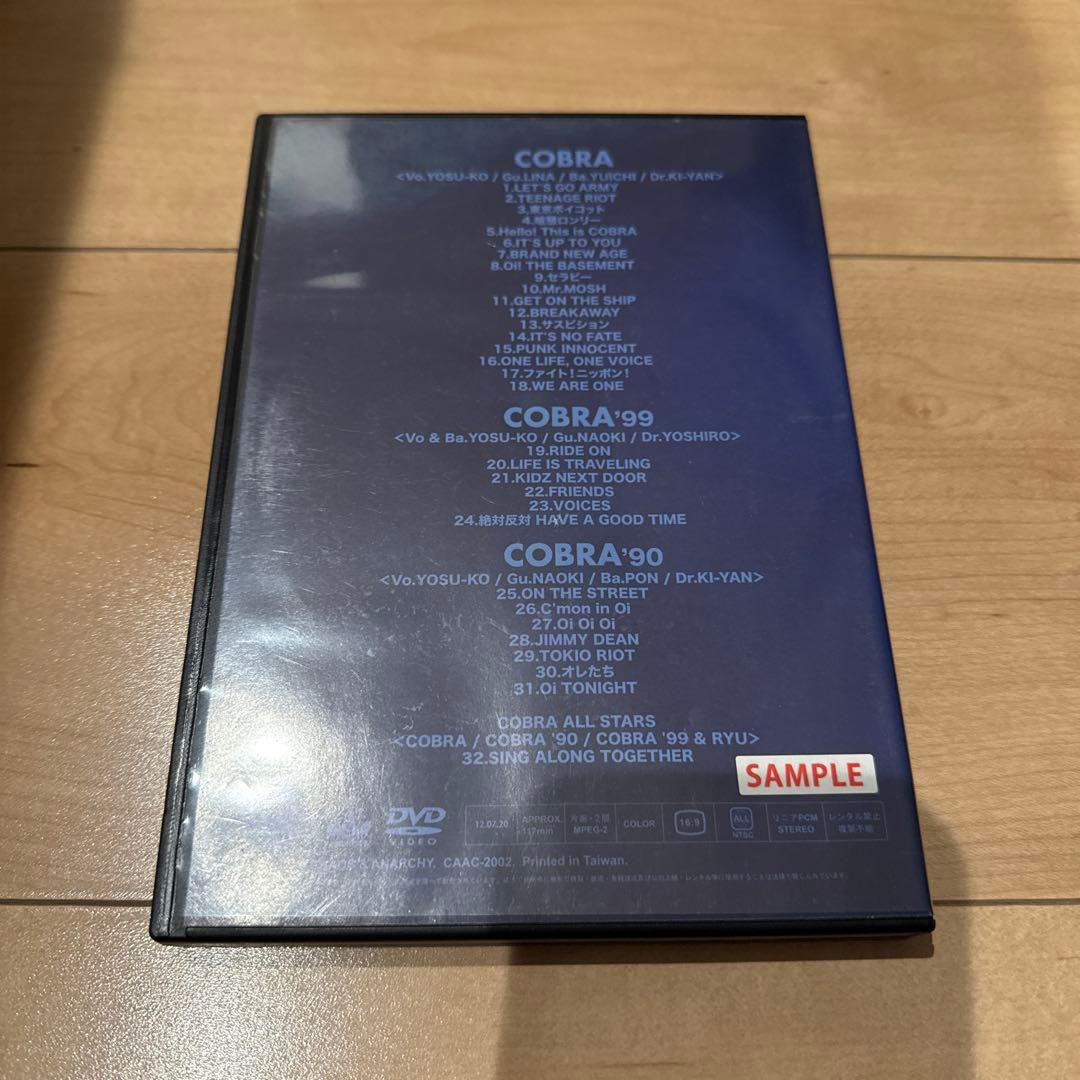 COBRA
<Vo.YOSU-KO / Gu.LINA / Ba.YUICHI / Dr.KI-YAN>
1.LET'S GO ARMY
2.TEENAGE RIOT
3.東京ボイコット
4.暗闇ロンリー
5.Hello! This is COBRA
6.IT'S UP TO YOU
7.BRAND NEW AGE
8.Oi! THE BASEMENT
9.セラピー
10.Mr.MOSH
11.GET ON THE SHIP
12.BREAKAWAY
13.サスピション
14.IT'S NO FATE
15.PUNK INNOCENT
16.ONE LIFE, ONE VOICE
17.ファイト!ニッポン!
18.WE ARE ONE
COBRA'99
<Vo & Ba.YOSU-KO / Gu.NAOKI / Dr.YOSHIRO>
19.RIDE ON
20.LIFE IS TRAVELING
21.KIDZ NEXT DOOR
22.FRIENDS
23.VOICES
24.絶対反対 HAVE A GOOD TIME
COBRA'90
<Vo.YOSU-KO / Gu.NAOKI / Ba.PON / Dr.KI-YAN>
25.ON THE STREET
26.C'mon in Oi
27.Oi Oi Oi
28.JIMMY DEAN
29.TOKIO RIOT
30.オレたち
31.Oi TONIGHT
COBRA ALL STARS
<COBRA / COBRA '90 / COBRA '99 & RYU>
32.SING ALONG TOGETHER
SAMPLE
DVD VIDEO
12.07.20
APPROX. 117min
片面・2層 MPEG-2
COLOR
16:9
ALL NTSC
リニアPCM STEREO
レンタル禁止 複製不能
ANARCHY. CAAC-2002. Printed in Taiwan.